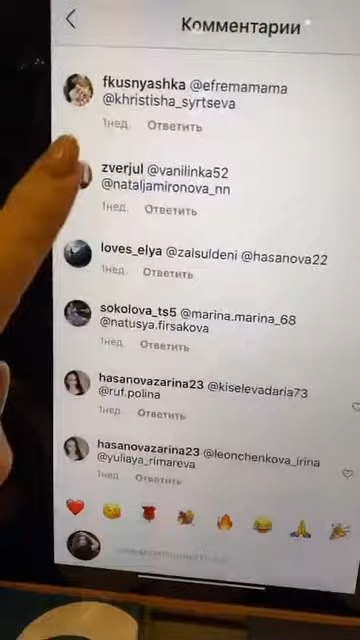 Комментарии
fkusnyashka @efremamama
@khristisha_syrtseva
1нед. Ответить
zverjul @vanilinka52
@nataljamironova_nn
1нед. Ответить
loves_elya @zalsuldeni @hasanova22
1нед. Ответить
sokolova_ts5 @marina.marina_68
@natusya.firsakova
1нед. Ответить
hasanovazarina23 @kiselevadaria73
@ruf.polina
1нед. Ответить
hasanovazarina23 @leonchenkova_irina
@yuliaya_rimareva
1нед. Ответить